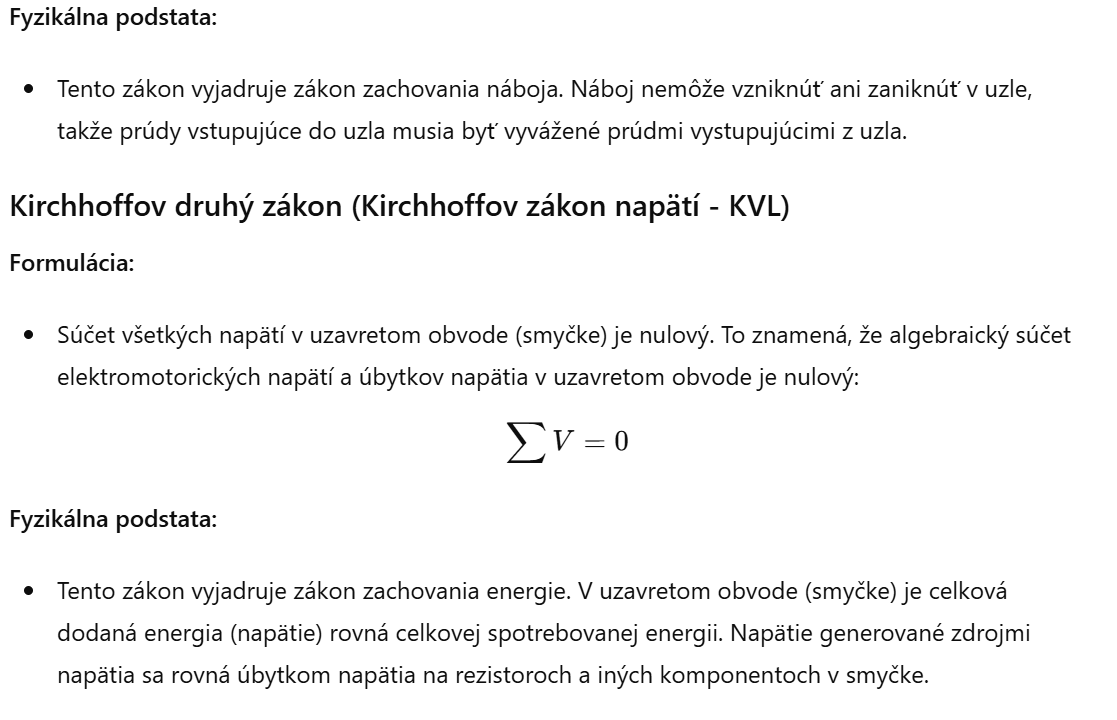 Fyzikálna podstata:
• Tento zákon vyjadruje zákon zachovania náboja. Náboj nemôže vzniknúť ani zaniknúť v uzle,
takže prúdy vstupujúce do uzla musia byť vyvážené prúdmi vystupujúcimi z uzla.
Kirchhoffov druhý zákon (Kirchhoffov zákon napätí - KVL)
Formulácia:
• Súčet všetkých napätí v uzavretom obvode (smyčke) je nulový. To znamená, že algebraický súčet
elektromotorických napätí a úbytkov napätia v uzavretom obvode je nulový:
∑ V = 0
Fyzikálna podstata:
• Tento zákon vyjadruje zákon zachovania energie. V uzavretom obvode (smyčke) je celková
dodaná energia (napätie) rovná celkovej spotrebovanej energii. Napätie generované zdrojmi
napätia sa rovná úbytkom napätia na rezistoroch a iných komponentoch v smyčke.